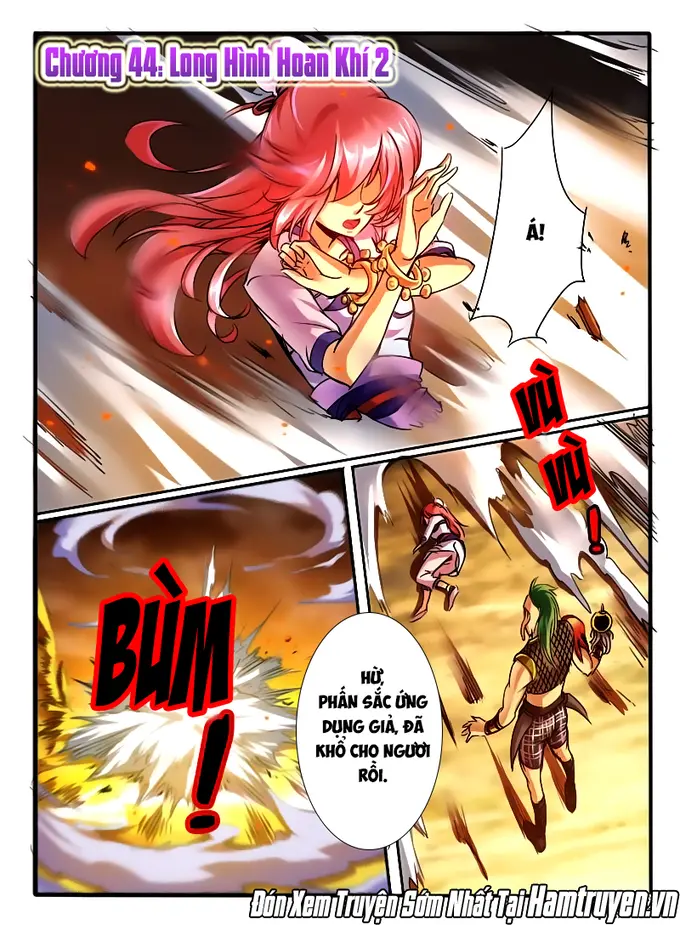 Chương 44: Long Hình Hoan Khí 2
Á!
VÙ
VÙ
!
BÙM
!
HỪ,
PHẤN SẮC ỨNG
DỤNG GIẢ, ĐÃ
KHỔ CHO NGƯƠI
RỒI.
Đón Xem Truyện Sớm Nhất Tại Hamtruyen.vn